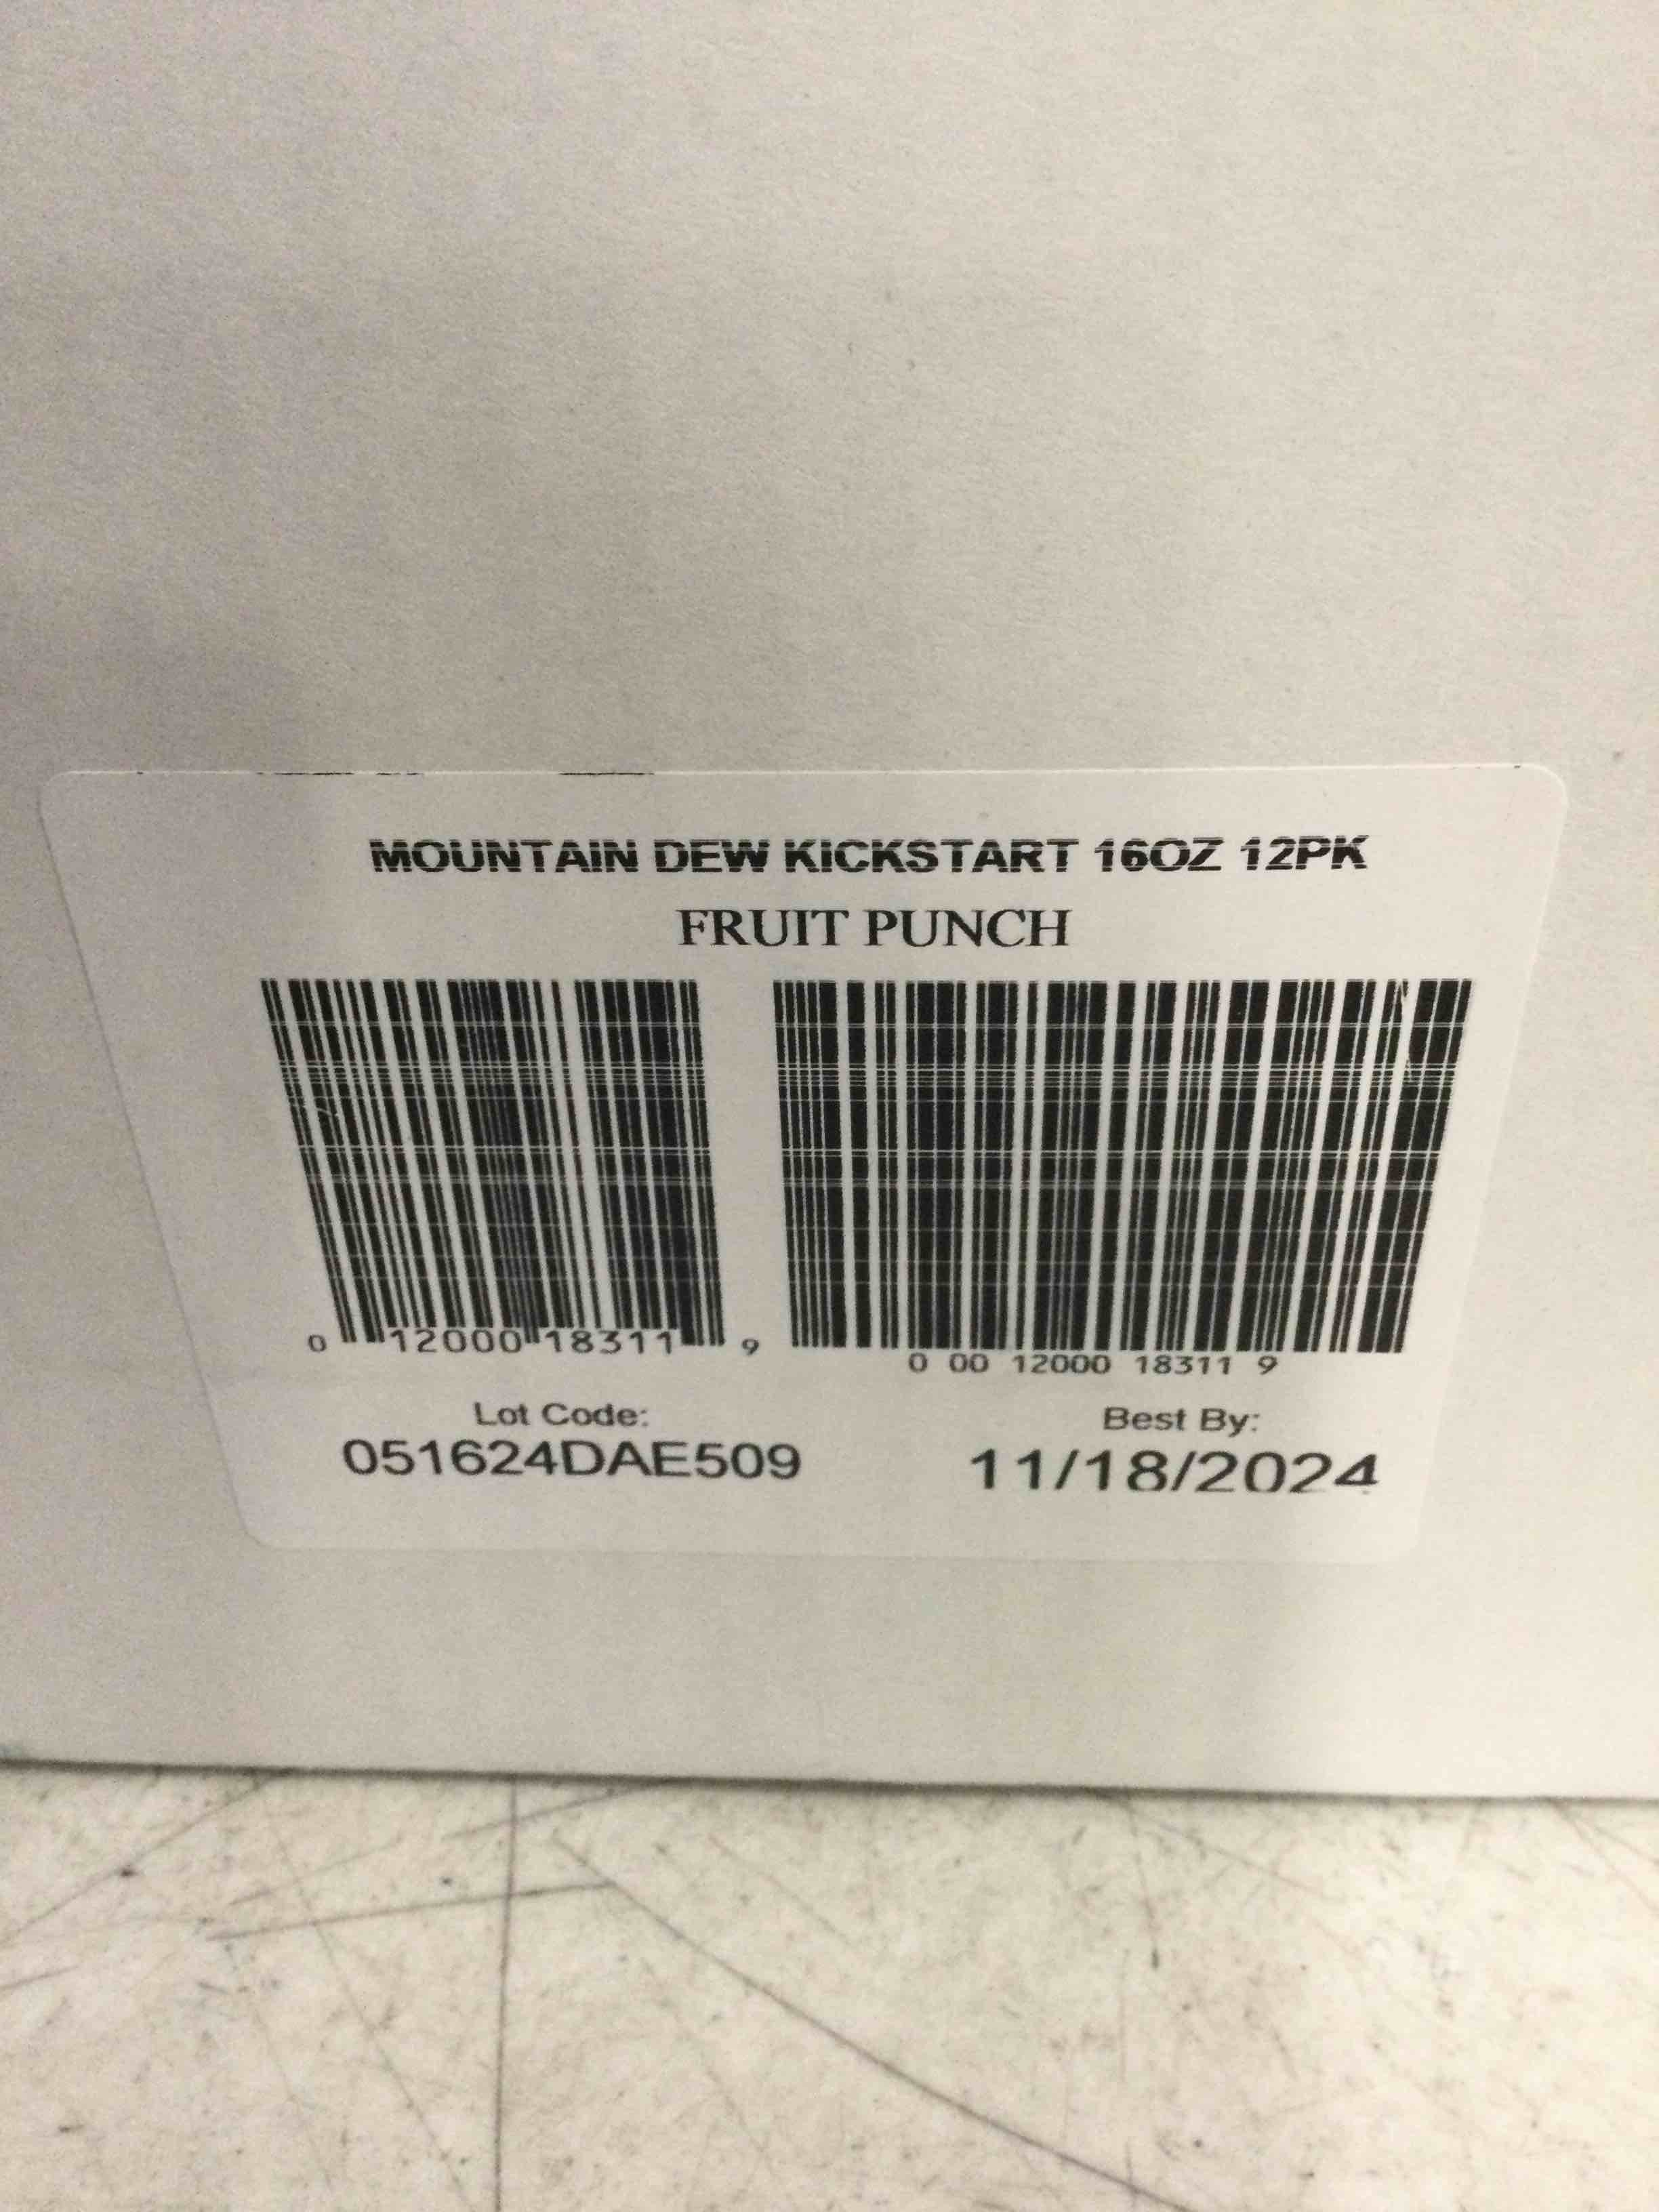 MOUNTAIN DEW KICKSTART 16OZ 12PK
FRUIT PUNCH
0 12000 18311 9
0 00 12000 18311 9
Lot Code:
051624DAE509
Best By:
11/18/2024